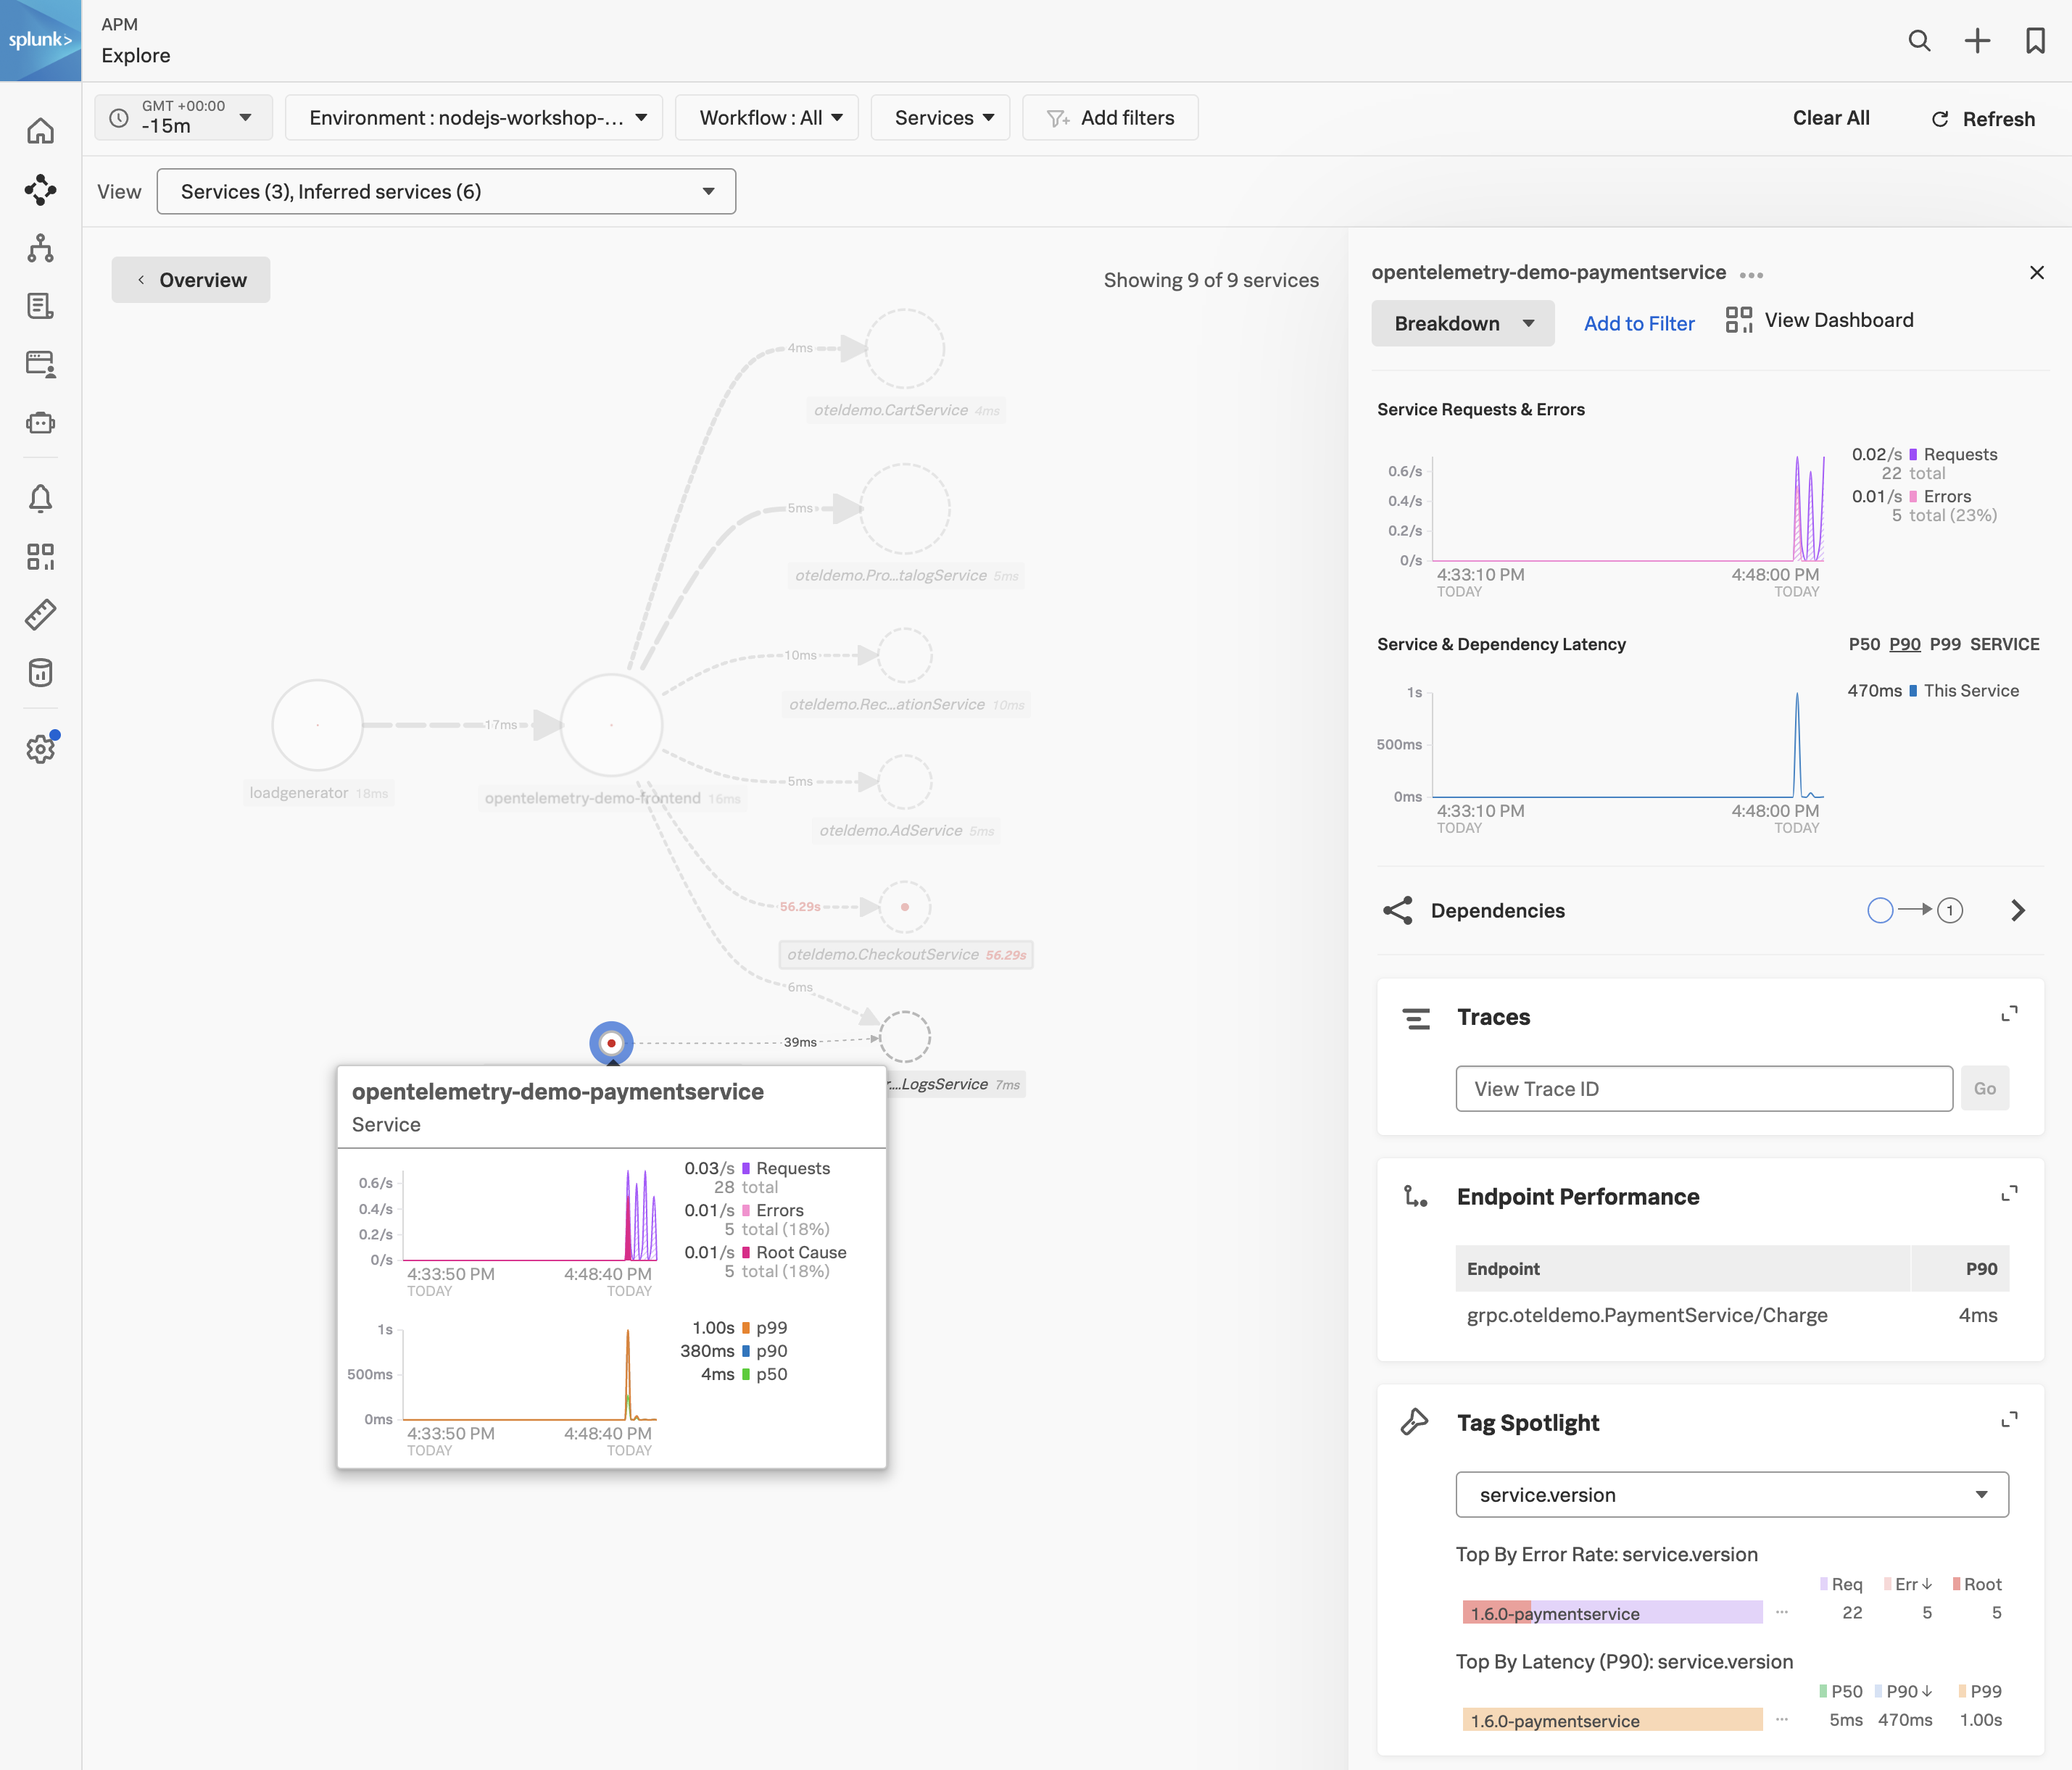 splunk>
APM
Explore
GMT +00:00
-15m
Environment : nodejs-workshop-...
Workflow : All
Services
Add filters
Clear All
Refresh
View
Services (3), Inferred services (6)
Overview
Showing 9 of 9 services
4ms
oteldemo.CartService 4ms
5ms
oteldemo.Pro...talogService 5ms
10ms
oteldemo.Rec...ationService 10ms
17ms
loadgenerator 18ms
opentelemetry-demo-frontend 16ms
5ms
oteldemo.AdService 5ms
56.29s
oteldemo.CheckoutService 56.29s
6ms
39ms
r....LogsService 7ms
opentelemetry-demo-paymentservice
Service
0.6/s
0.4/s
0.2/s
0/s
4:33:50 PM
TODAY
4:48:40 PM
TODAY
0.03/s Requests
28 total
0.01/s Errors
5 total (18%)
0.01/s Root Cause
5 total (18%)
1s
500ms
0ms
4:33:50 PM
TODAY
4:48:40 PM
TODAY
1.00s p99
380ms p90
4ms p50
opentelemetry-demo-paymentservice
Breakdown
Add to Filter
View Dashboard
Service Requests & Errors
0.6/s
0.4/s
0.2/s
0/s
4:33:10 PM
TODAY
4:48:00 PM
TODAY
0.02/s Requests
22 total
0.01/s Errors
5 total (23%)
Service & Dependency Latency
P50 P90 P99 SERVICE
1s
500ms
0ms
4:33:10 PM
TODAY
4:48:00 PM
TODAY
470ms This Service
Dependencies
1
Traces
View Trace ID
Go
Endpoint Performance
Endpoint P90
grpc.oteldemo.PaymentService/Charge 4ms
Tag Spotlight
service.version
Top By Error Rate: service.version
Req Err Root
1.6.0-paymentservice ... 22 5 5
Top By Latency (P90): service.version
P50 P90 P99
1.6.0-paymentservice ... 5ms 470ms 1.00s